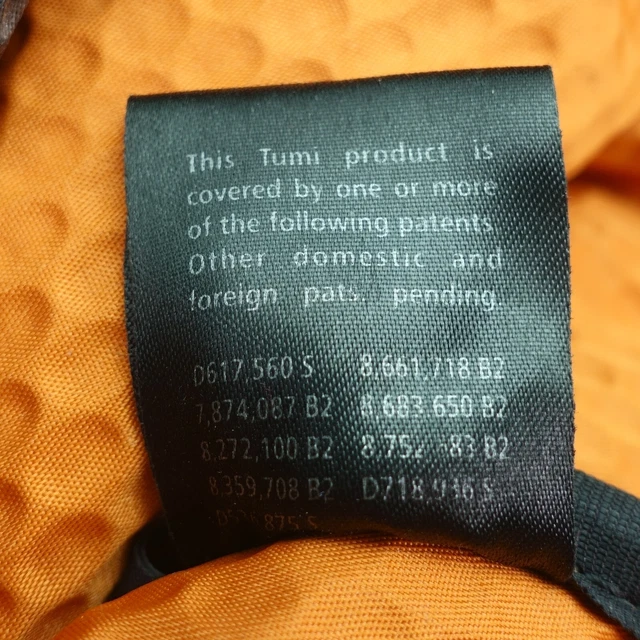 This Tumi product is
covered by one or more
of the following patents
Other domestic and
foreign pats. pending.
D617,560 S 8,661,718 B2
7,874,087 B2 8,683,650 B2
8,272,100 B2 B2
8,359,708 B2 D718,936 S
S